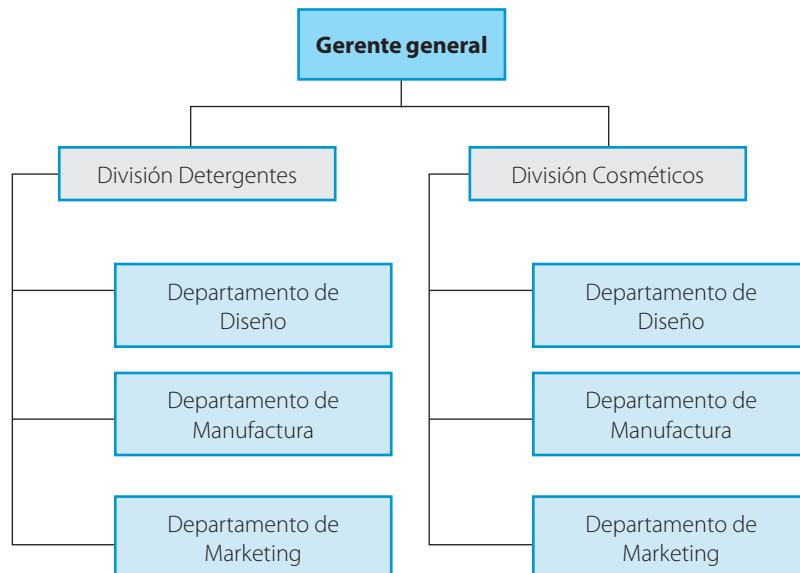 Gerente general
División Detergentes
División Cosméticos
Departamento de
Diseño
Departamento de
Manufactura
Departamento de
Marketing
Departamento de
Diseño
Departamento de
Manufactura
Departamento de
Marketing